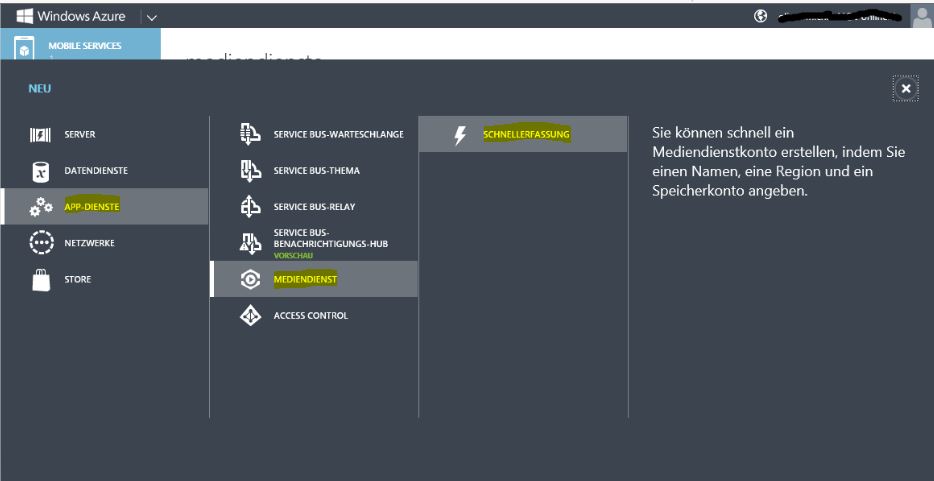 Windows Azure
MOBILE SERVICES
1
mediendienste
NEU
SERVER
DATENDIENSTE
APP-DIENSTE
NETZWERKE
STORE
SERVICE BUS-WARTESCHLANGE
SERVICE BUS-THEMA
SERVICE BUS-RELAY
SERVICE BUS-
BENACHRICHTIGUNGS-HUB
VORSCHAU
MEDIENDIENST
ACCESS CONTROL
SCHNELLERFASSUNG
Sie können schnell ein
Mediendienstkonto erstellen, indem Sie
einen Namen, eine Region und ein
Speicherkonto angeben.